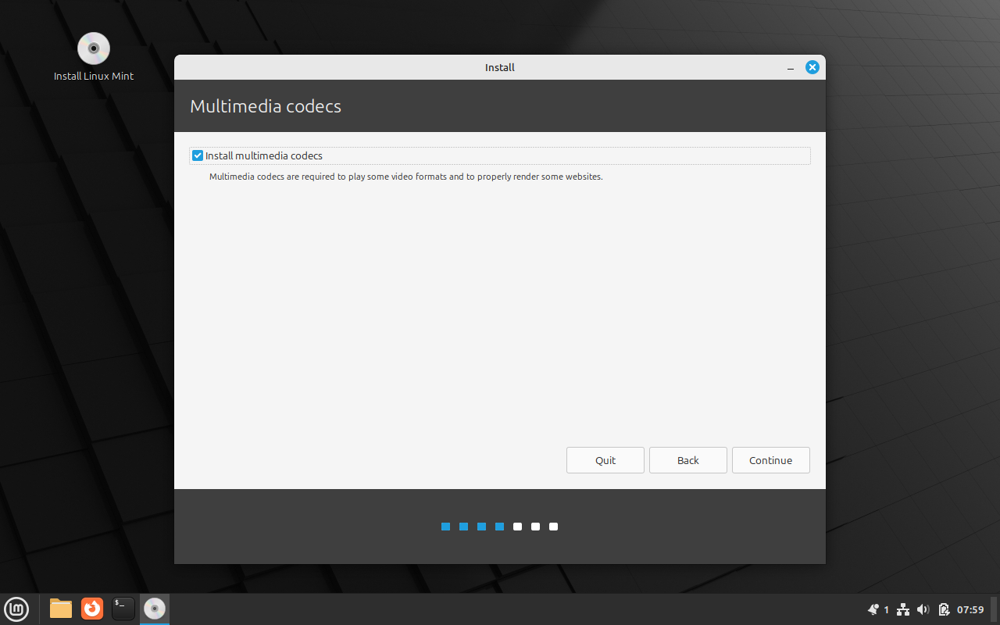 Install Linux Mint
Install
Multimedia codecs
Install multimedia codecs
Multimedia codecs are required to play some video formats and to properly render some websites.
Quit
Back
Continue
$_
lm
1
07:59